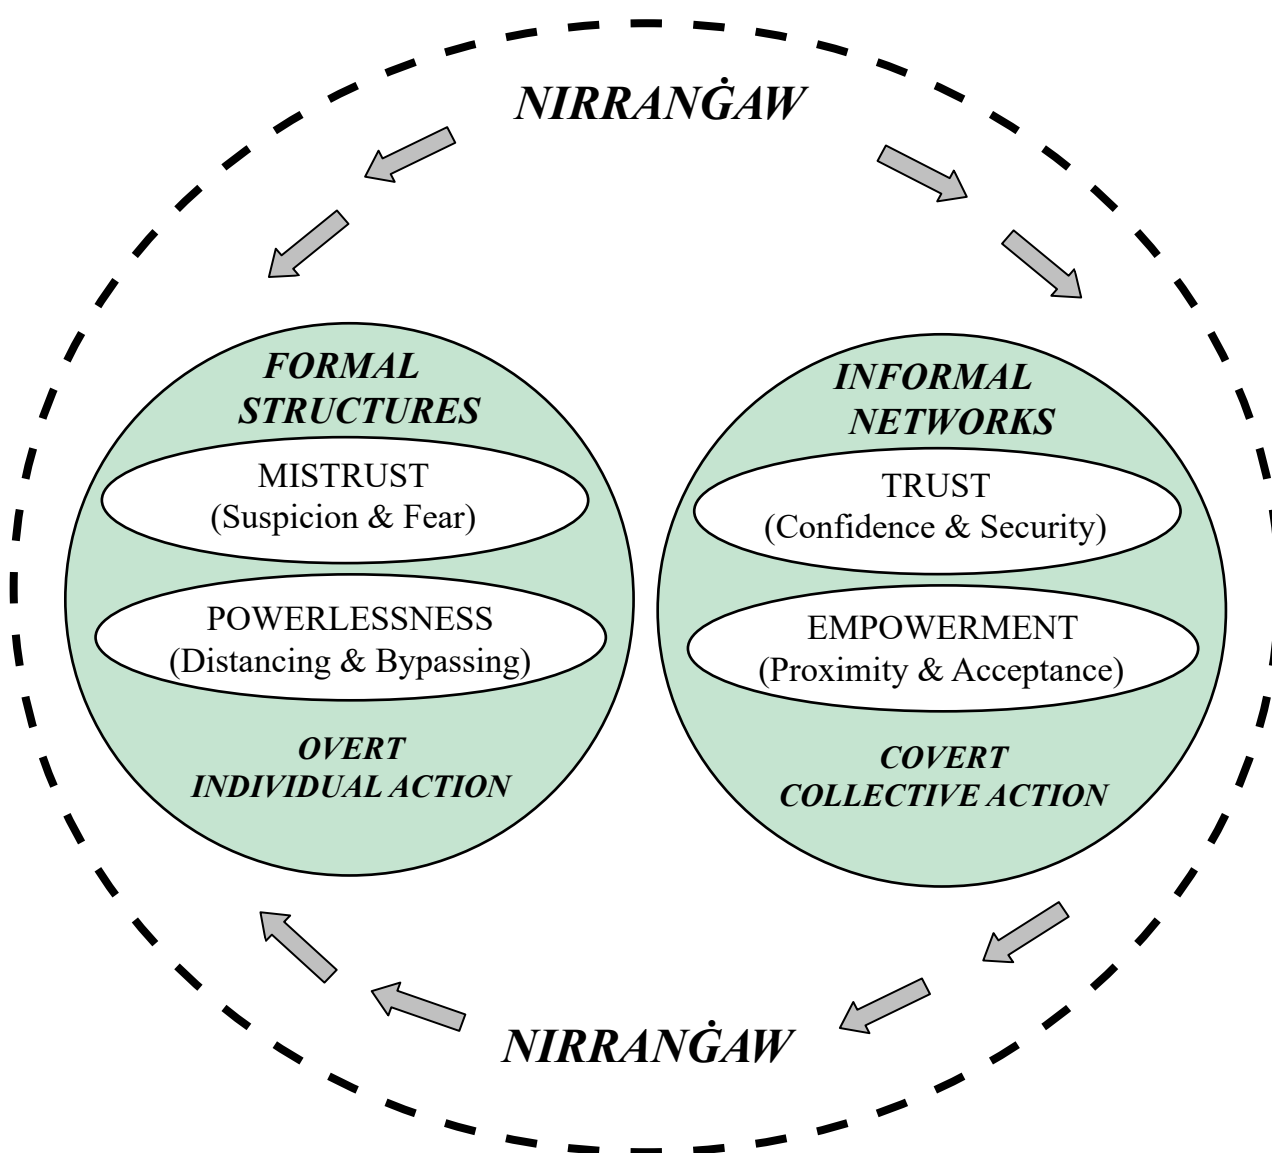 NIRRANĠAW
FORMAL
STRUCTURES
MISTRUST
(Suspicion & Fear)
POWERLESSNESS
(Distancing & Bypassing)
OVERT
INDIVIDUAL ACTION
INFORMAL
NETWORKS
TRUST
(Confidence & Security)
EMPOWERMENT
(Proximity & Acceptance)
COVERT
COLLECTIVE ACTION
NIRRANĠAW